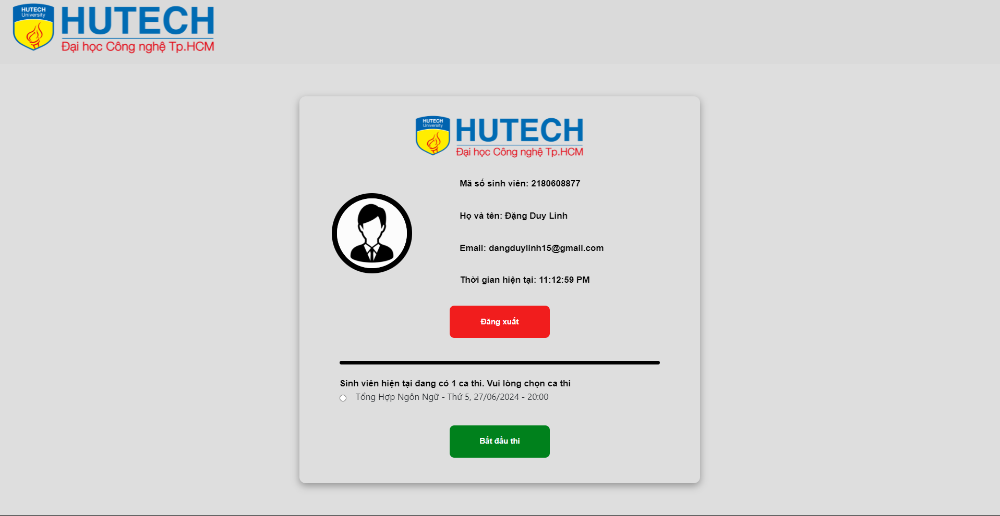 HUTECH
University
HUTECH
Đại học Công nghệ Tp.HCM
HUTECH
University
HUTECH
Đại học Công nghệ Tp.HCM
Mã số sinh viên: 2180608877
Họ và tên: Đặng Duy Linh
Email: dangduylinh15@gmail.com
Thời gian hiện tại: 11:12:59 PM
Đăng xuất
Sinh viên hiện tại đang có 1 ca thi. Vui lòng chọn ca thi
Tổng Hợp Ngôn Ngữ - Thứ 5, 27/06/2024 - 20:00
Bắt đầu thi